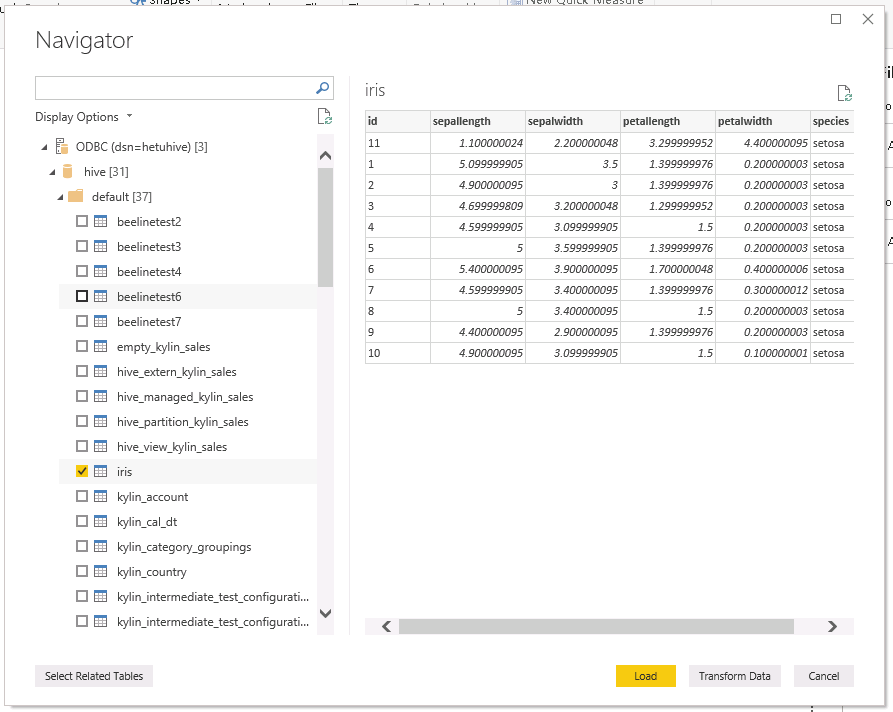 New Quick Measure
Navigator
Display Options
ODBC (dsn=hetuhive) [3]
hive [31]
default [37]
beelinetest2
beelinetest3
beelinetest4
beelinetest6
beelinetest7
empty_kylin_sales
hive_extern_kylin_sales
hive_managed_kylin_sales
hive_partition_kylin_sales
hive_view_kylin_sales
iris
kylin_account
kylin_cal_dt
kylin_category_groupings
kylin_country
kylin_intermediate_test_configurati...
kylin_intermediate_test_configurati...
iris
id sepallength sepalwidth petallength petalwidth species
11 1.100000024 2.200000048 3.299999952 4.400000095 setosa
1 5.099999905 3.5 1.399999976 0.200000003 setosa
2 4.900000095 3 1.399999976 0.200000003 setosa
3 4.699999809 3.200000048 1.299999952 0.200000003 setosa
4 4.599999905 3.099999905 1.5 0.200000003 setosa
5 5 3.599999905 1.399999976 0.200000003 setosa
6 5.400000095 3.900000095 1.700000048 0.400000006 setosa
7 4.599999905 3.400000095 1.399999976 0.300000012 setosa
8 5 3.400000095 1.5 0.200000003 setosa
9 4.400000095 2.900000095 1.399999976 0.200000003 setosa
10 4.900000095 3.099999905 1.5 0.100000001 setosa
Select Related Tables
Load
Transform Data
Cancel